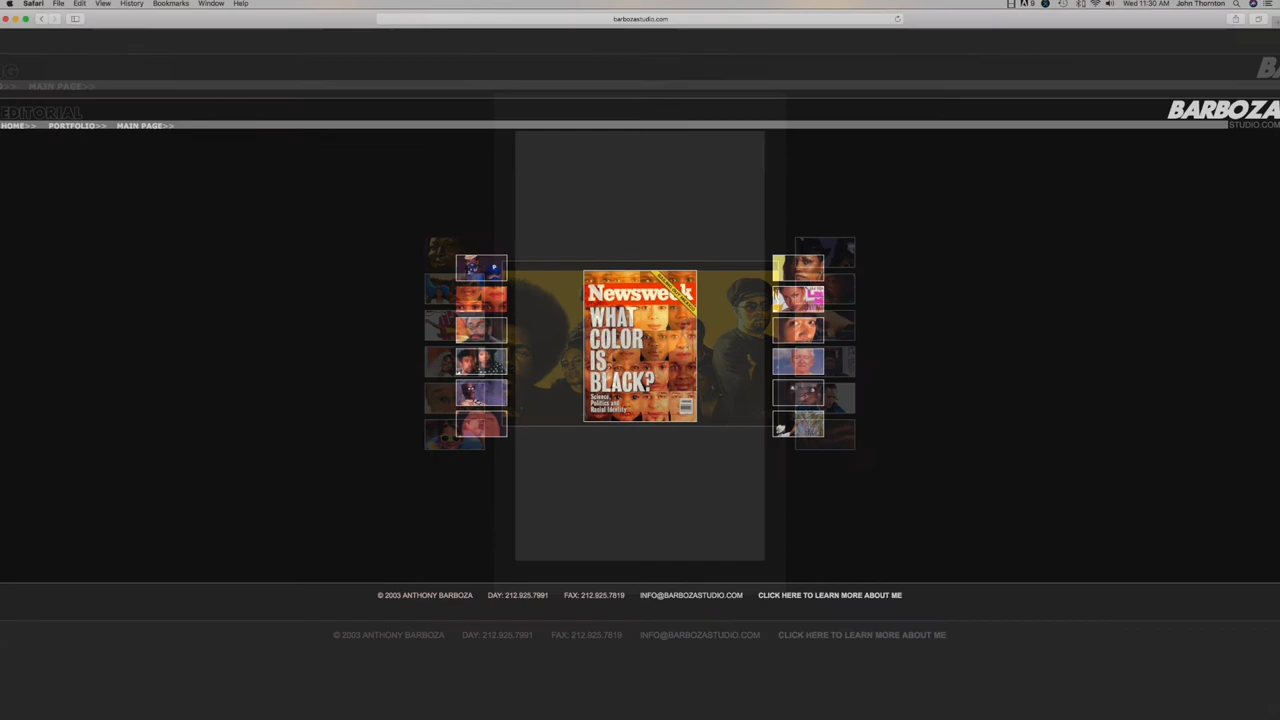 Safari File Edit View History Bookmarks Window Help
9 Wed 11:30 AM John Thornton
barbozastudio.com
MAIN PAGE>>
EDITORIAL
BARBOZA
HOME>> PORTFOLIO>> MAIN PAGE>>
STUDIO.COM
Newsweek
WHAT
COLOR
IS
BLACK?
Science,
Politics and
Racial Identity
© 2003 ANTHONY BARBOZA DAY: 212.925.7991 FAX: 212.925.7819 INFO@BARBOZASTUDIO.COM CLICK HERE TO LEARN MORE ABOUT ME
© 2003 ANTHONY BARBOZA DAY: 212.925.7991 FAX: 212.925.7819 INFO@BARBOZASTUDIO.COM CLICK HERE TO LEARN MORE ABOUT ME